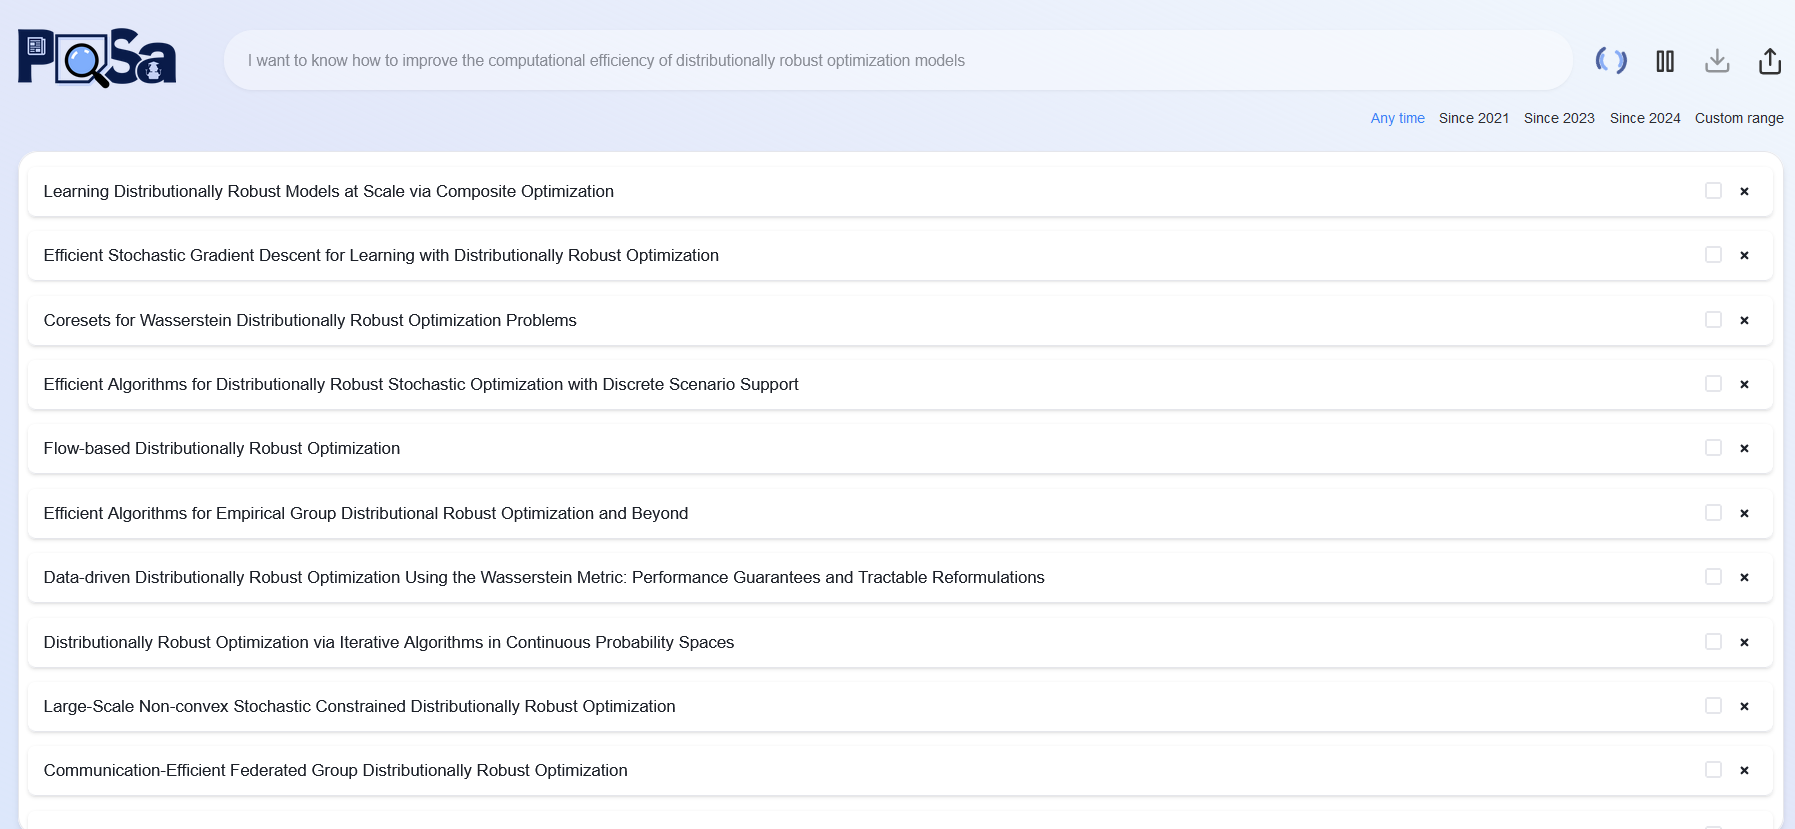 PaSa
I want to know how to improve the computational efficiency of distributionally robust optimization models
Any time Since 2021 Since 2023 Since 2024 Custom range
Learning Distributionally Robust Models at Scale via Composite Optimization
Efficient Stochastic Gradient Descent for Learning with Distributionally Robust Optimization
Coresets for Wasserstein Distributionally Robust Optimization Problems
Efficient Algorithms for Distributionally Robust Stochastic Optimization with Discrete Scenario Support
Flow-based Distributionally Robust Optimization
Efficient Algorithms for Empirical Group Distributional Robust Optimization and Beyond
Data-driven Distributionally Robust Optimization Using the Wasserstein Metric: Performance Guarantees and Tractable Reformulations
Distributionally Robust Optimization via Iterative Algorithms in Continuous Probability Spaces
Large-Scale Non-convex Stochastic Constrained Distributionally Robust Optimization
Communication-Efficient Federated Group Distributionally Robust Optimization